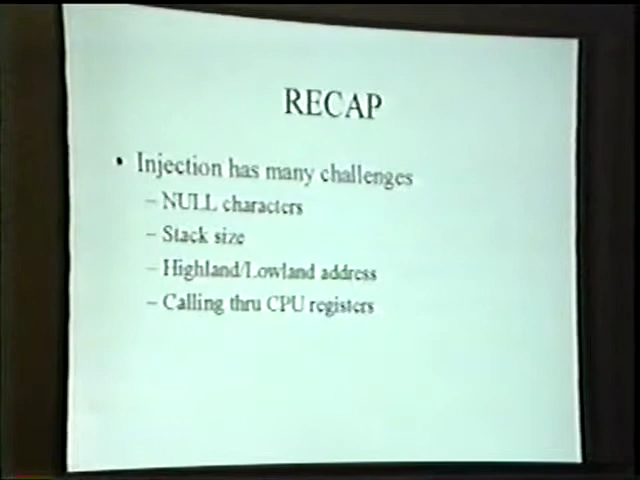 RECAP
• Injection has many challenges
– NULL characters
– Stack size
– Highland/Lowland address
– Calling thru CPU registers